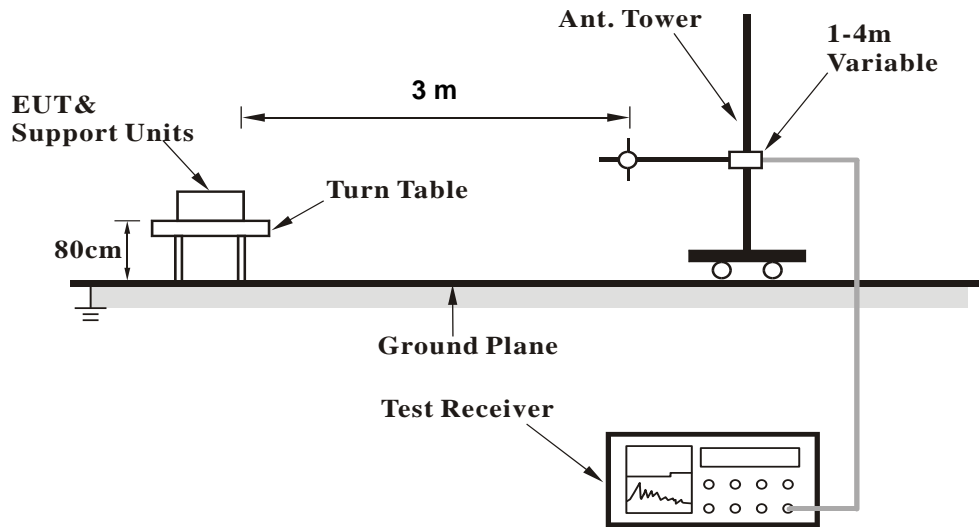 Ant. Tower
1-4m
Variable
3 m
EUT&
Support Units
Turn Table
80cm
Ground Plane
Test Receiver